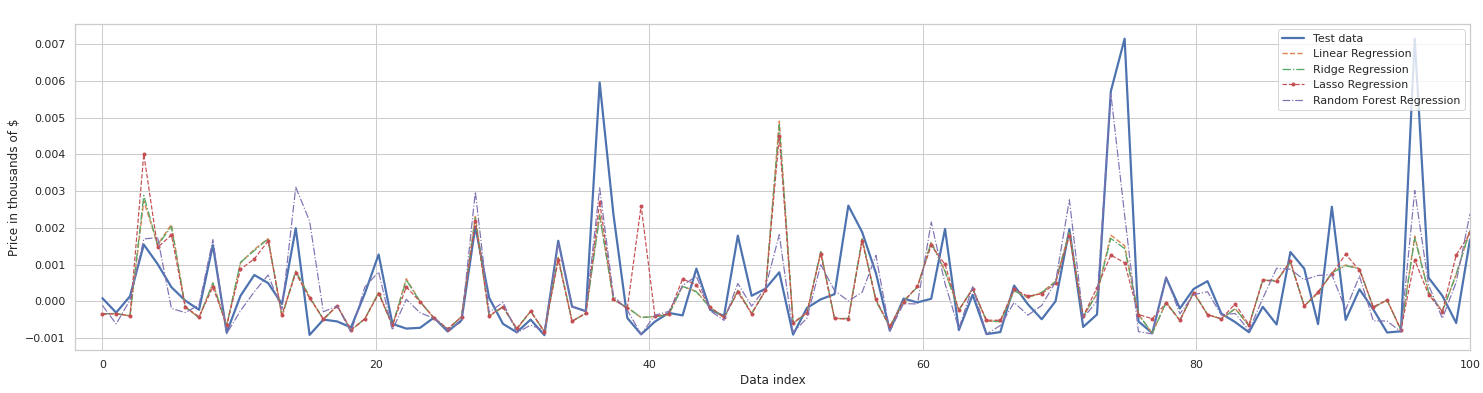 0.007
0.006
0.005
0.004
0.003
0.002
0.001
0.000
−0.001
Price in thousands of $
Test data
Linear Regression
Ridge Regression
Lasso Regression
Random Forest Regression
0
20
40
60
80
100
Data index